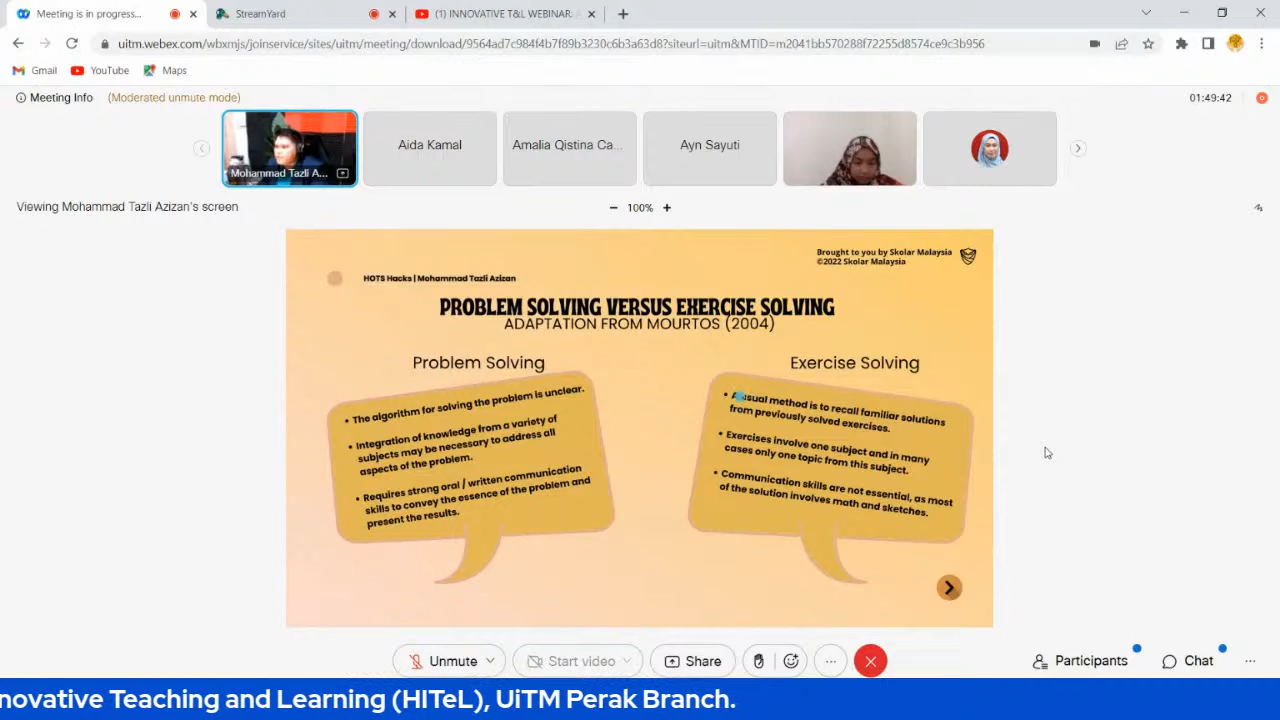 Meeting is in progress...
StreamYard
(1) INNOVATIVE T&L WEBINAR:
uitm.webex.com/wbxmjs/joinservice/sites/uitm/meeting/download/9564ad7c984f4b7f89b3230c6b3a63d8?siteurl=uitm&MTID=m2041bb570288f72255d8574ce9c3b956
Gmail
YouTube
Maps
Meeting Info
(Moderated unmute mode)
01:49:42
Mohammad Tazli A...
Aida Kamal
Amalia Qistina Ca...
Ayn Sayuti
Viewing Mohammad Tazli Azizan's screen
100%
Brought to you by Skolar Malaysia
©2022 Skolar Malaysia
HOTS Hacks | Mohammad Tazli Azizan
PROBLEM SOLVING VERSUS EXERCISE SOLVING
ADAPTATION FROM MOURTOS (2004)
Problem Solving
• The algorithm for solving the problem is unclear.
• Integration of knowledge from a variety of
subjects may be necessary to address all
aspects of the problem.
• Requires strong oral / written communication
skills to convey the essence of the problem and
present the results.
Exercise Solving
• A usual method is to recall familiar solutions
from previously solved exercises.
• Exercises involve one subject and in many
cases only one topic from this subject.
• Communication skills are not essential, as most
of the solution involves math and sketches.
Unmute
Start video
Share
Participants
Chat
novative Teaching and Learning (HITeL), UiTM Perak Branch.